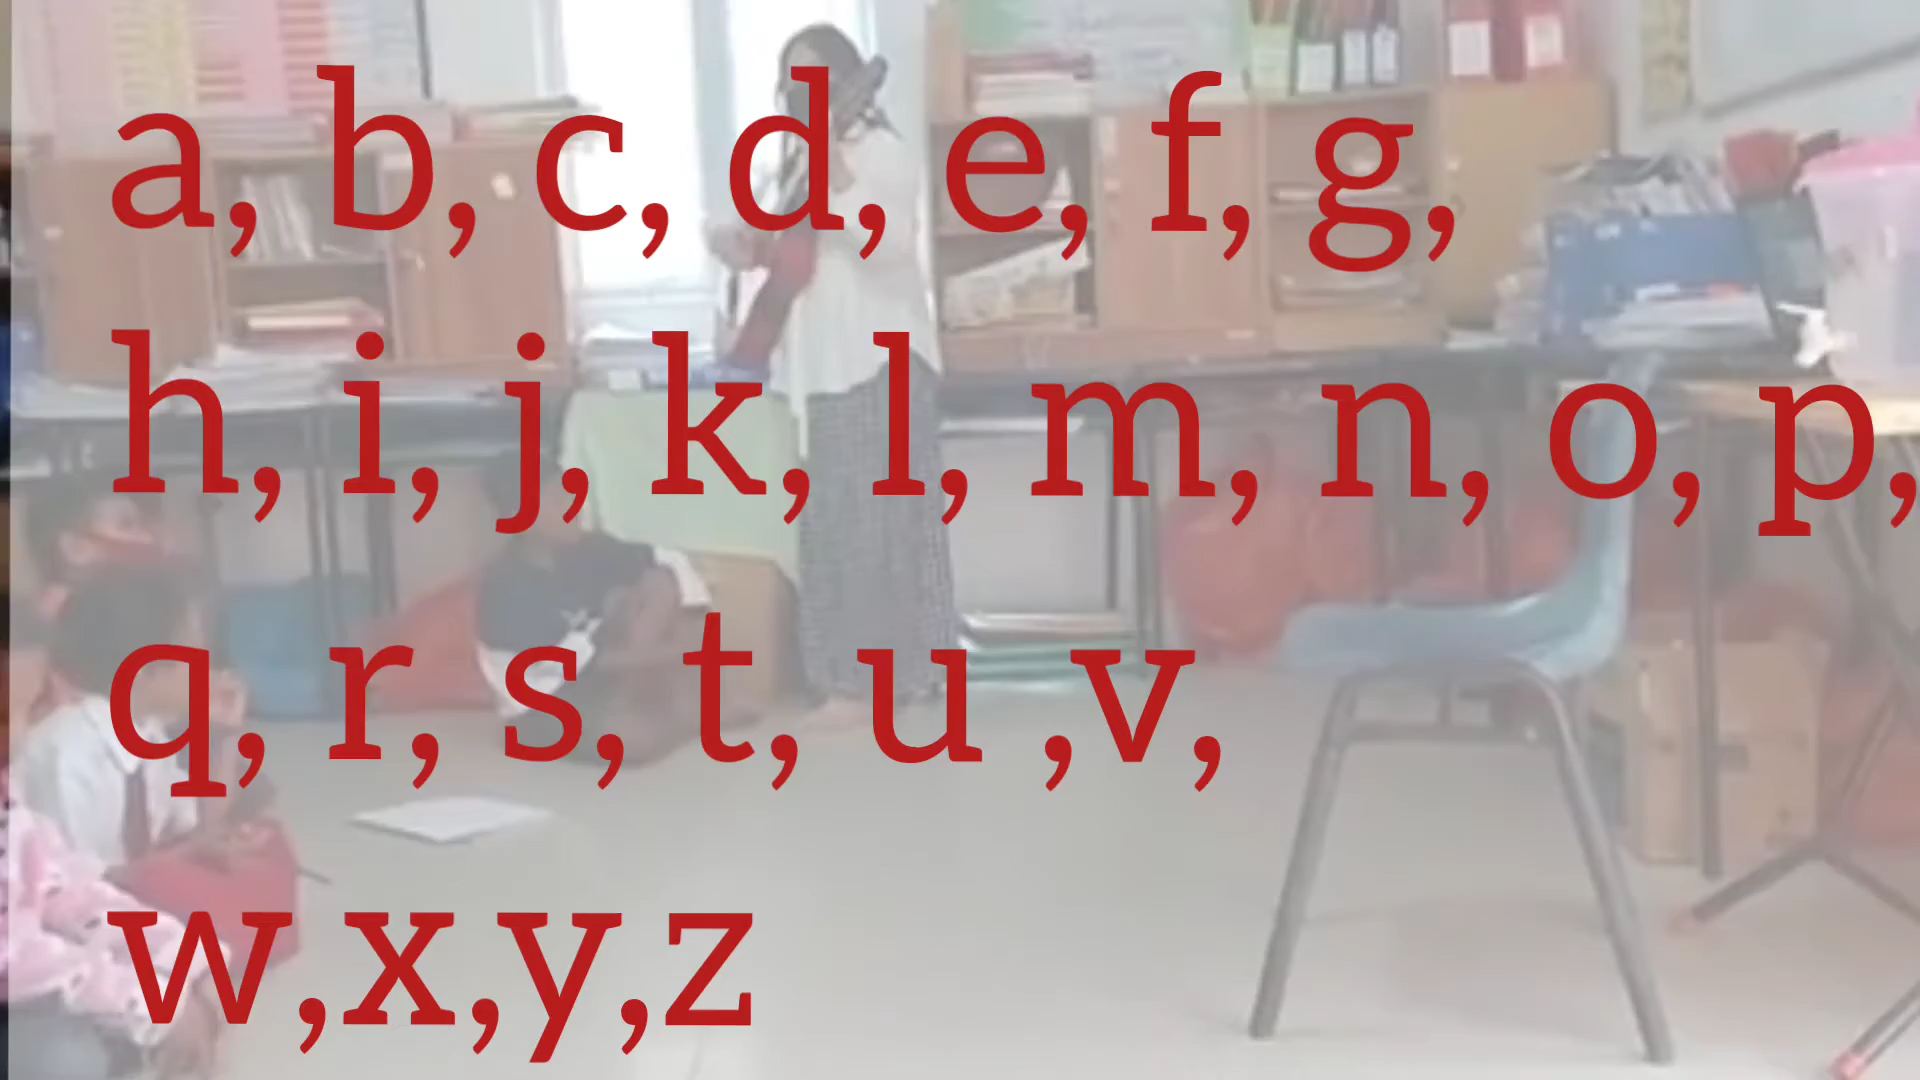 a, b, c, d, e, f, g,
h, i, j, k, l, m, n, o, p,
q, r, s, t, u ,v,
w,x,y,z